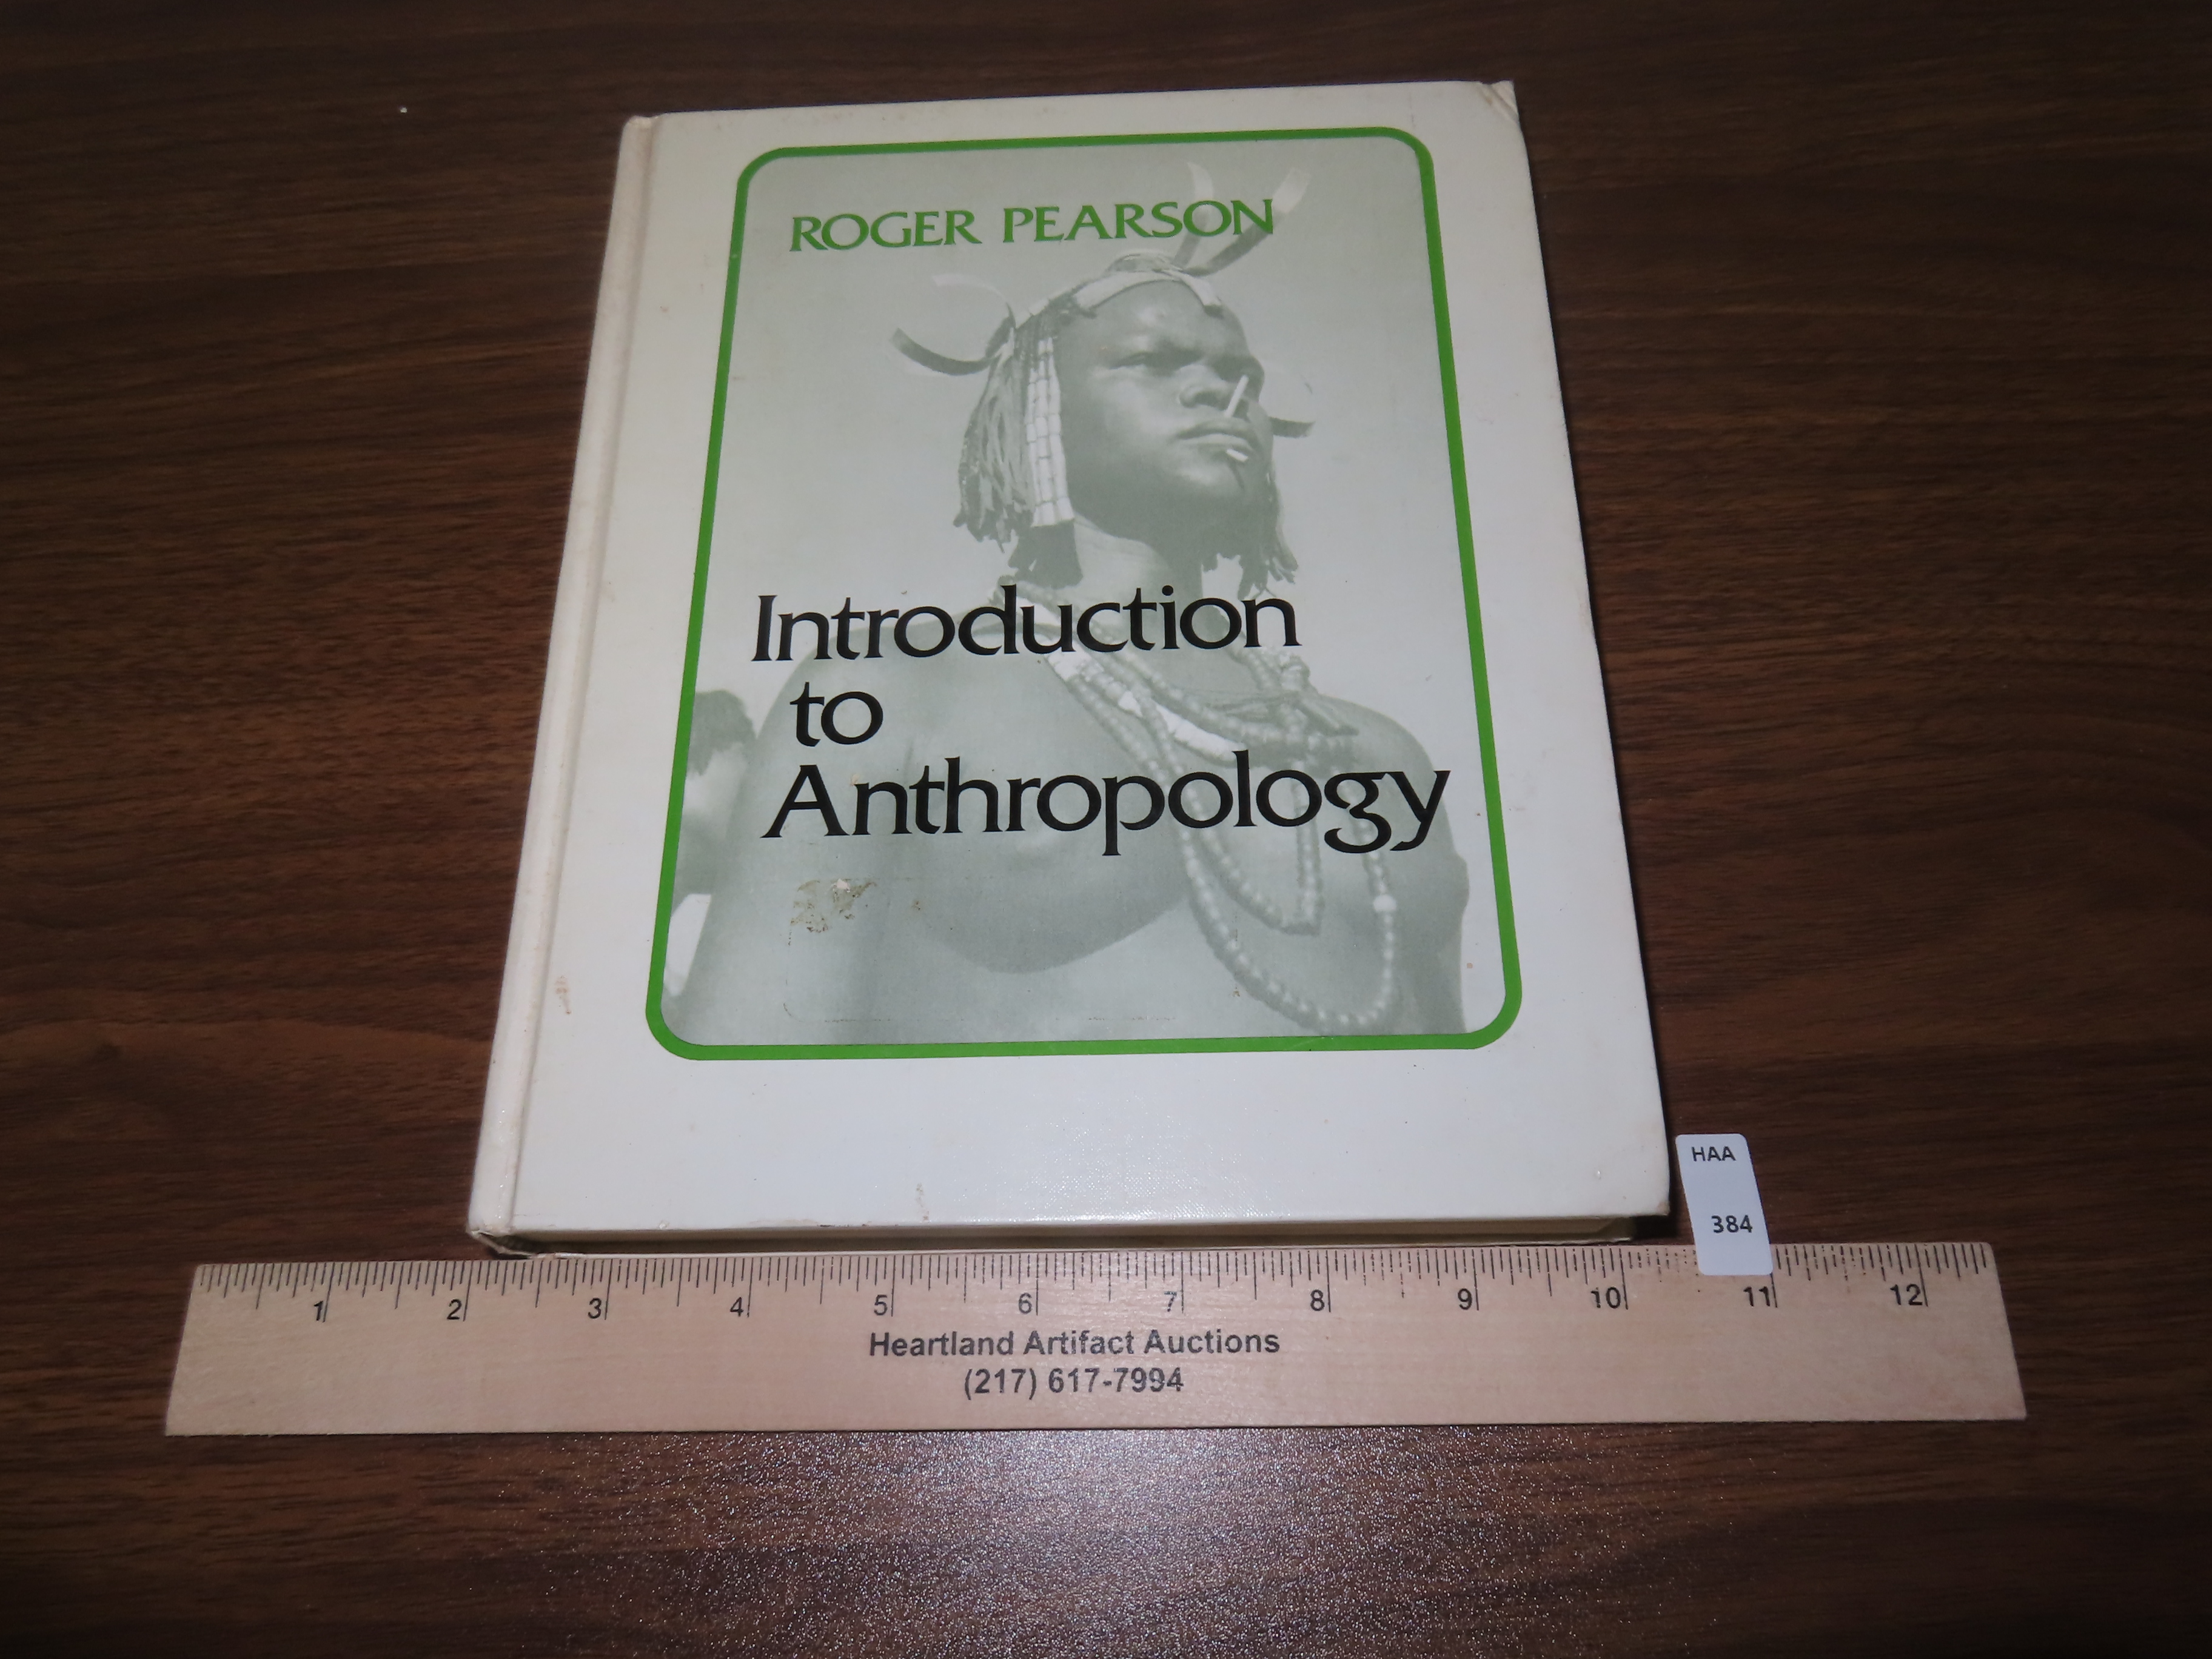 ROGER PEARSON
Introduction
to
Anthropology
HAA
384
1 2 3 4 5 6 7 8 9 10 11 12
Heartland Artifact Auctions
(217) 617-7994